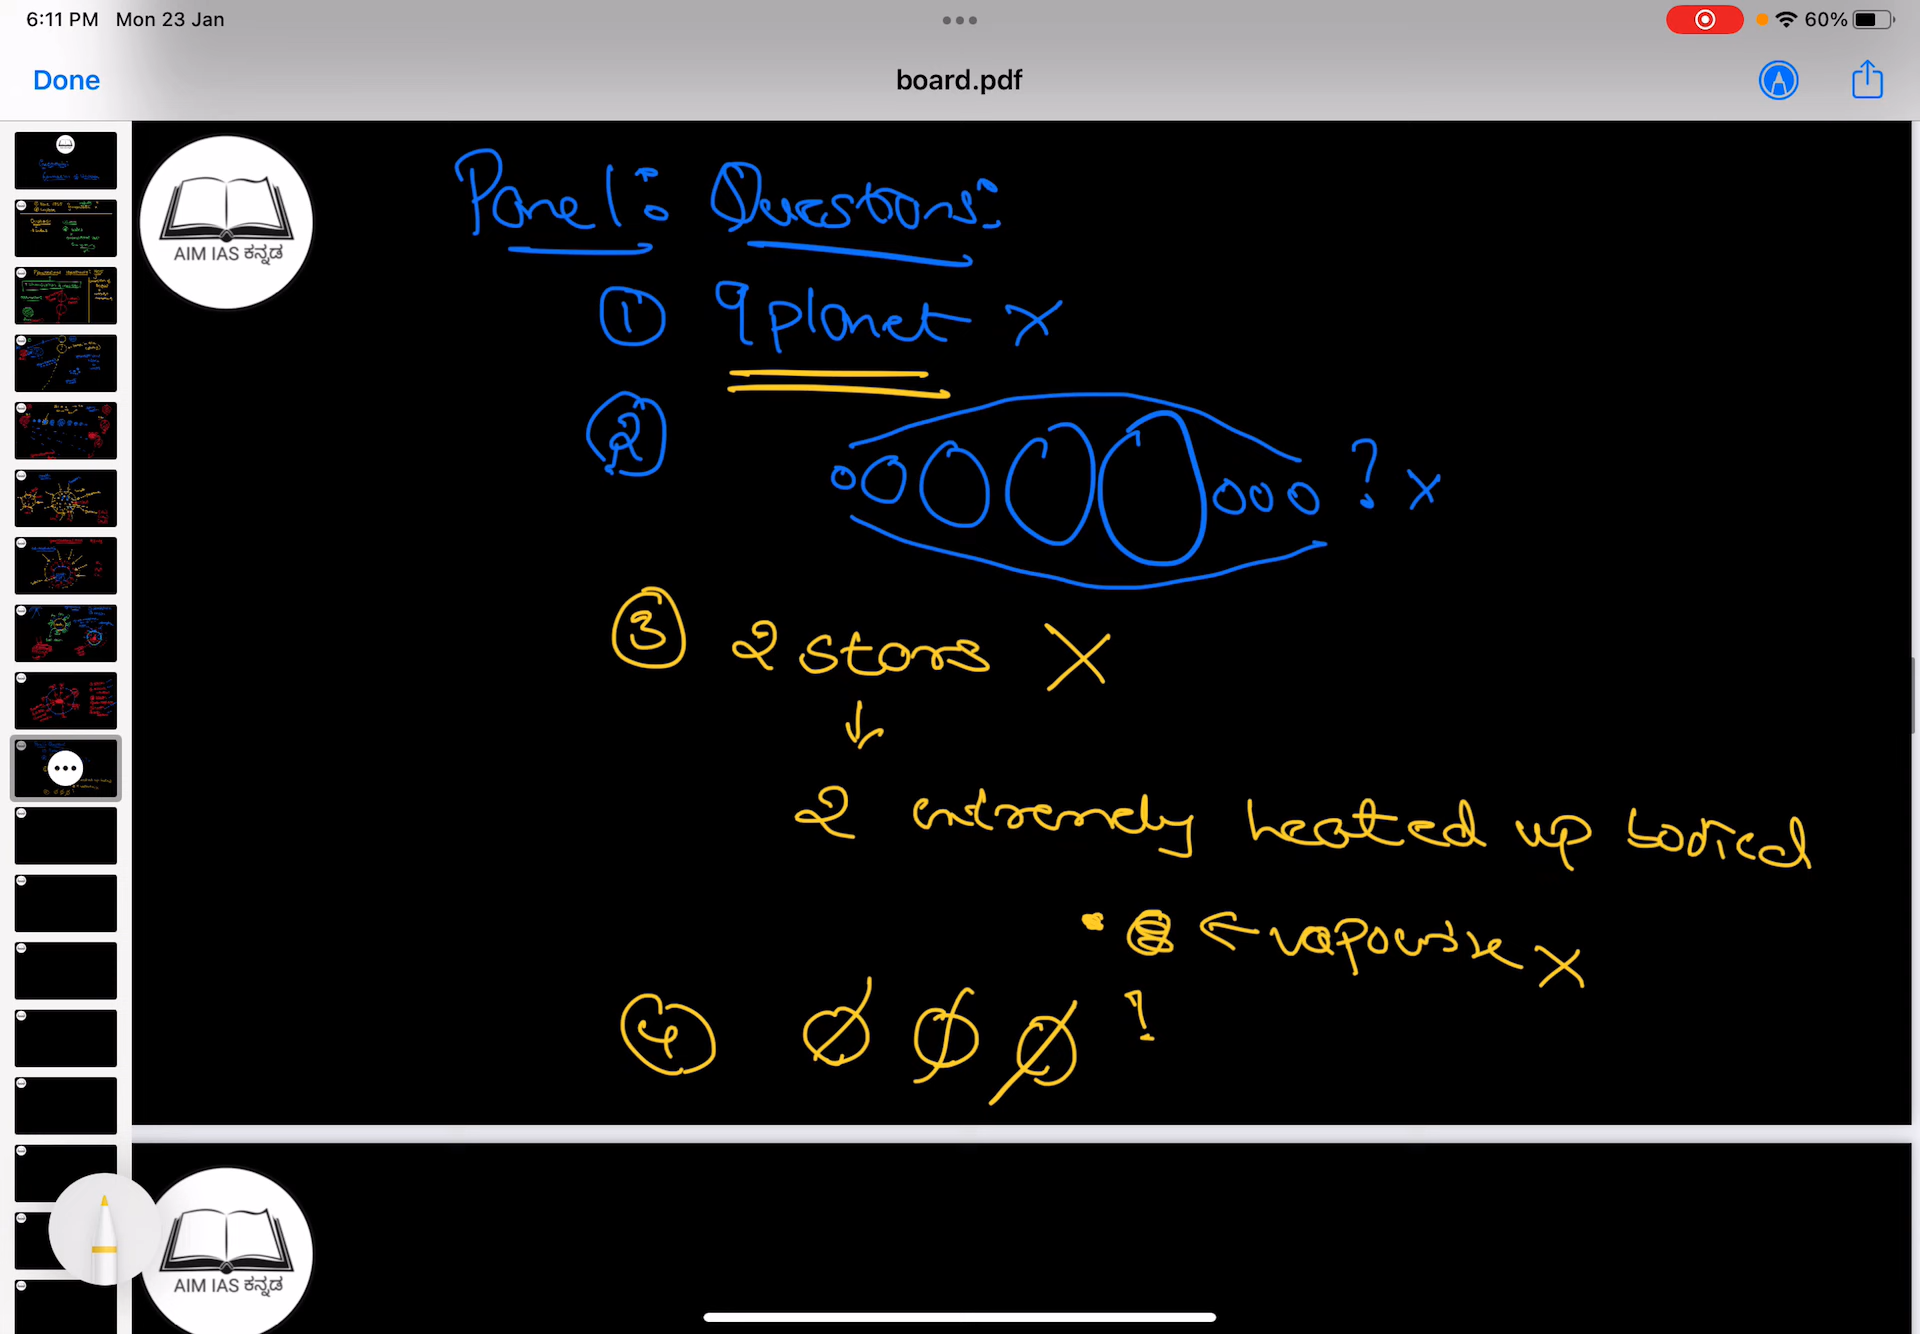 6:11 PM Mon 23 Jan
60%
Done
board.pdf
AIM IAS ಕನ್ನಡ
Panel: Questions:
① 9 planet ×
② ? ×
③ 2 stars ×
↓
2 extremely heated up bodied
← vapourise ×
④ ?
AIM IAS ಕನ್ನಡ